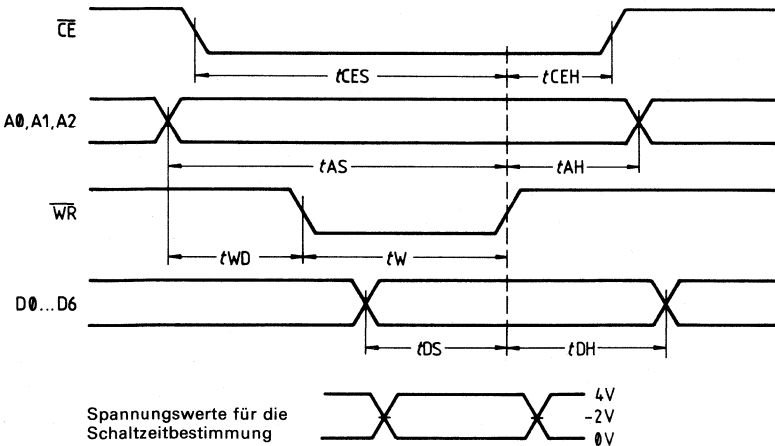 CE
tCES
tCEH
A0,A1,A2
tAS
tAH
WR
tWD
tW
D0...D6
tDS
tDH
4V
Spannungswerte für die
-2V
Schaltzeitbestimmung
0V